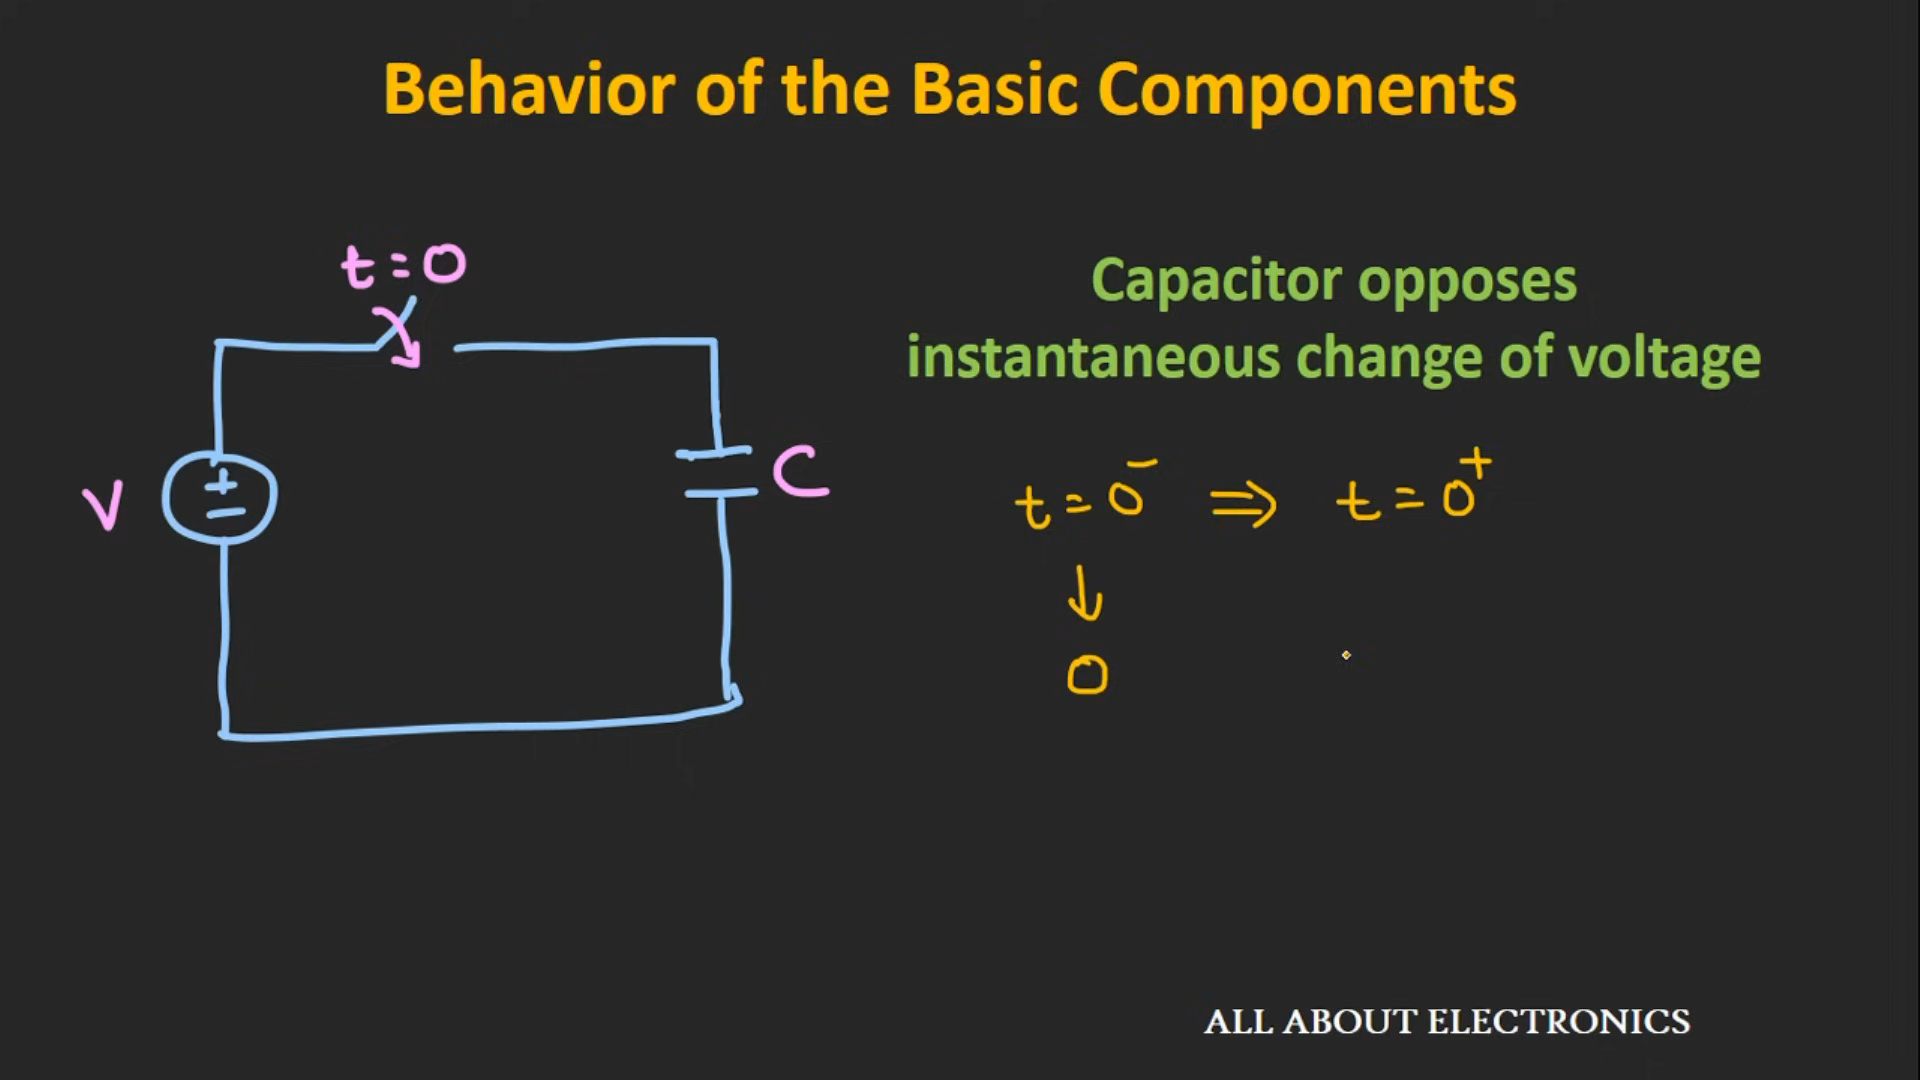 Behavior of the Basic Components
t=0
Capacitor opposes
instantaneous change of voltage
V
+
−
C
t=0⁻ ⇒ t=0⁺
↓
0
ALL ABOUT ELECTRONICS